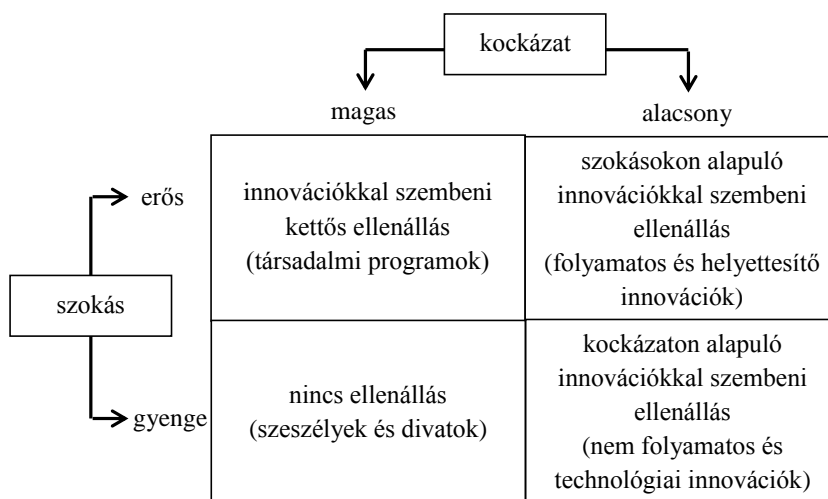 kockázat
magas
alacsony
erős
innovációkkal szembeni
kettős ellenállás
(társadalmi programok)
szokásokon alapuló
innovációkkal szembeni
ellenállás
(folyamatos és helyettesítő
innovációk)
szokás
gyenge
nincs ellenállás
(szeszélyek és divatok)
kockázaton alapuló
innovációkkal szembeni
ellenállás
(nem folyamatos és
technológiai innovációk)